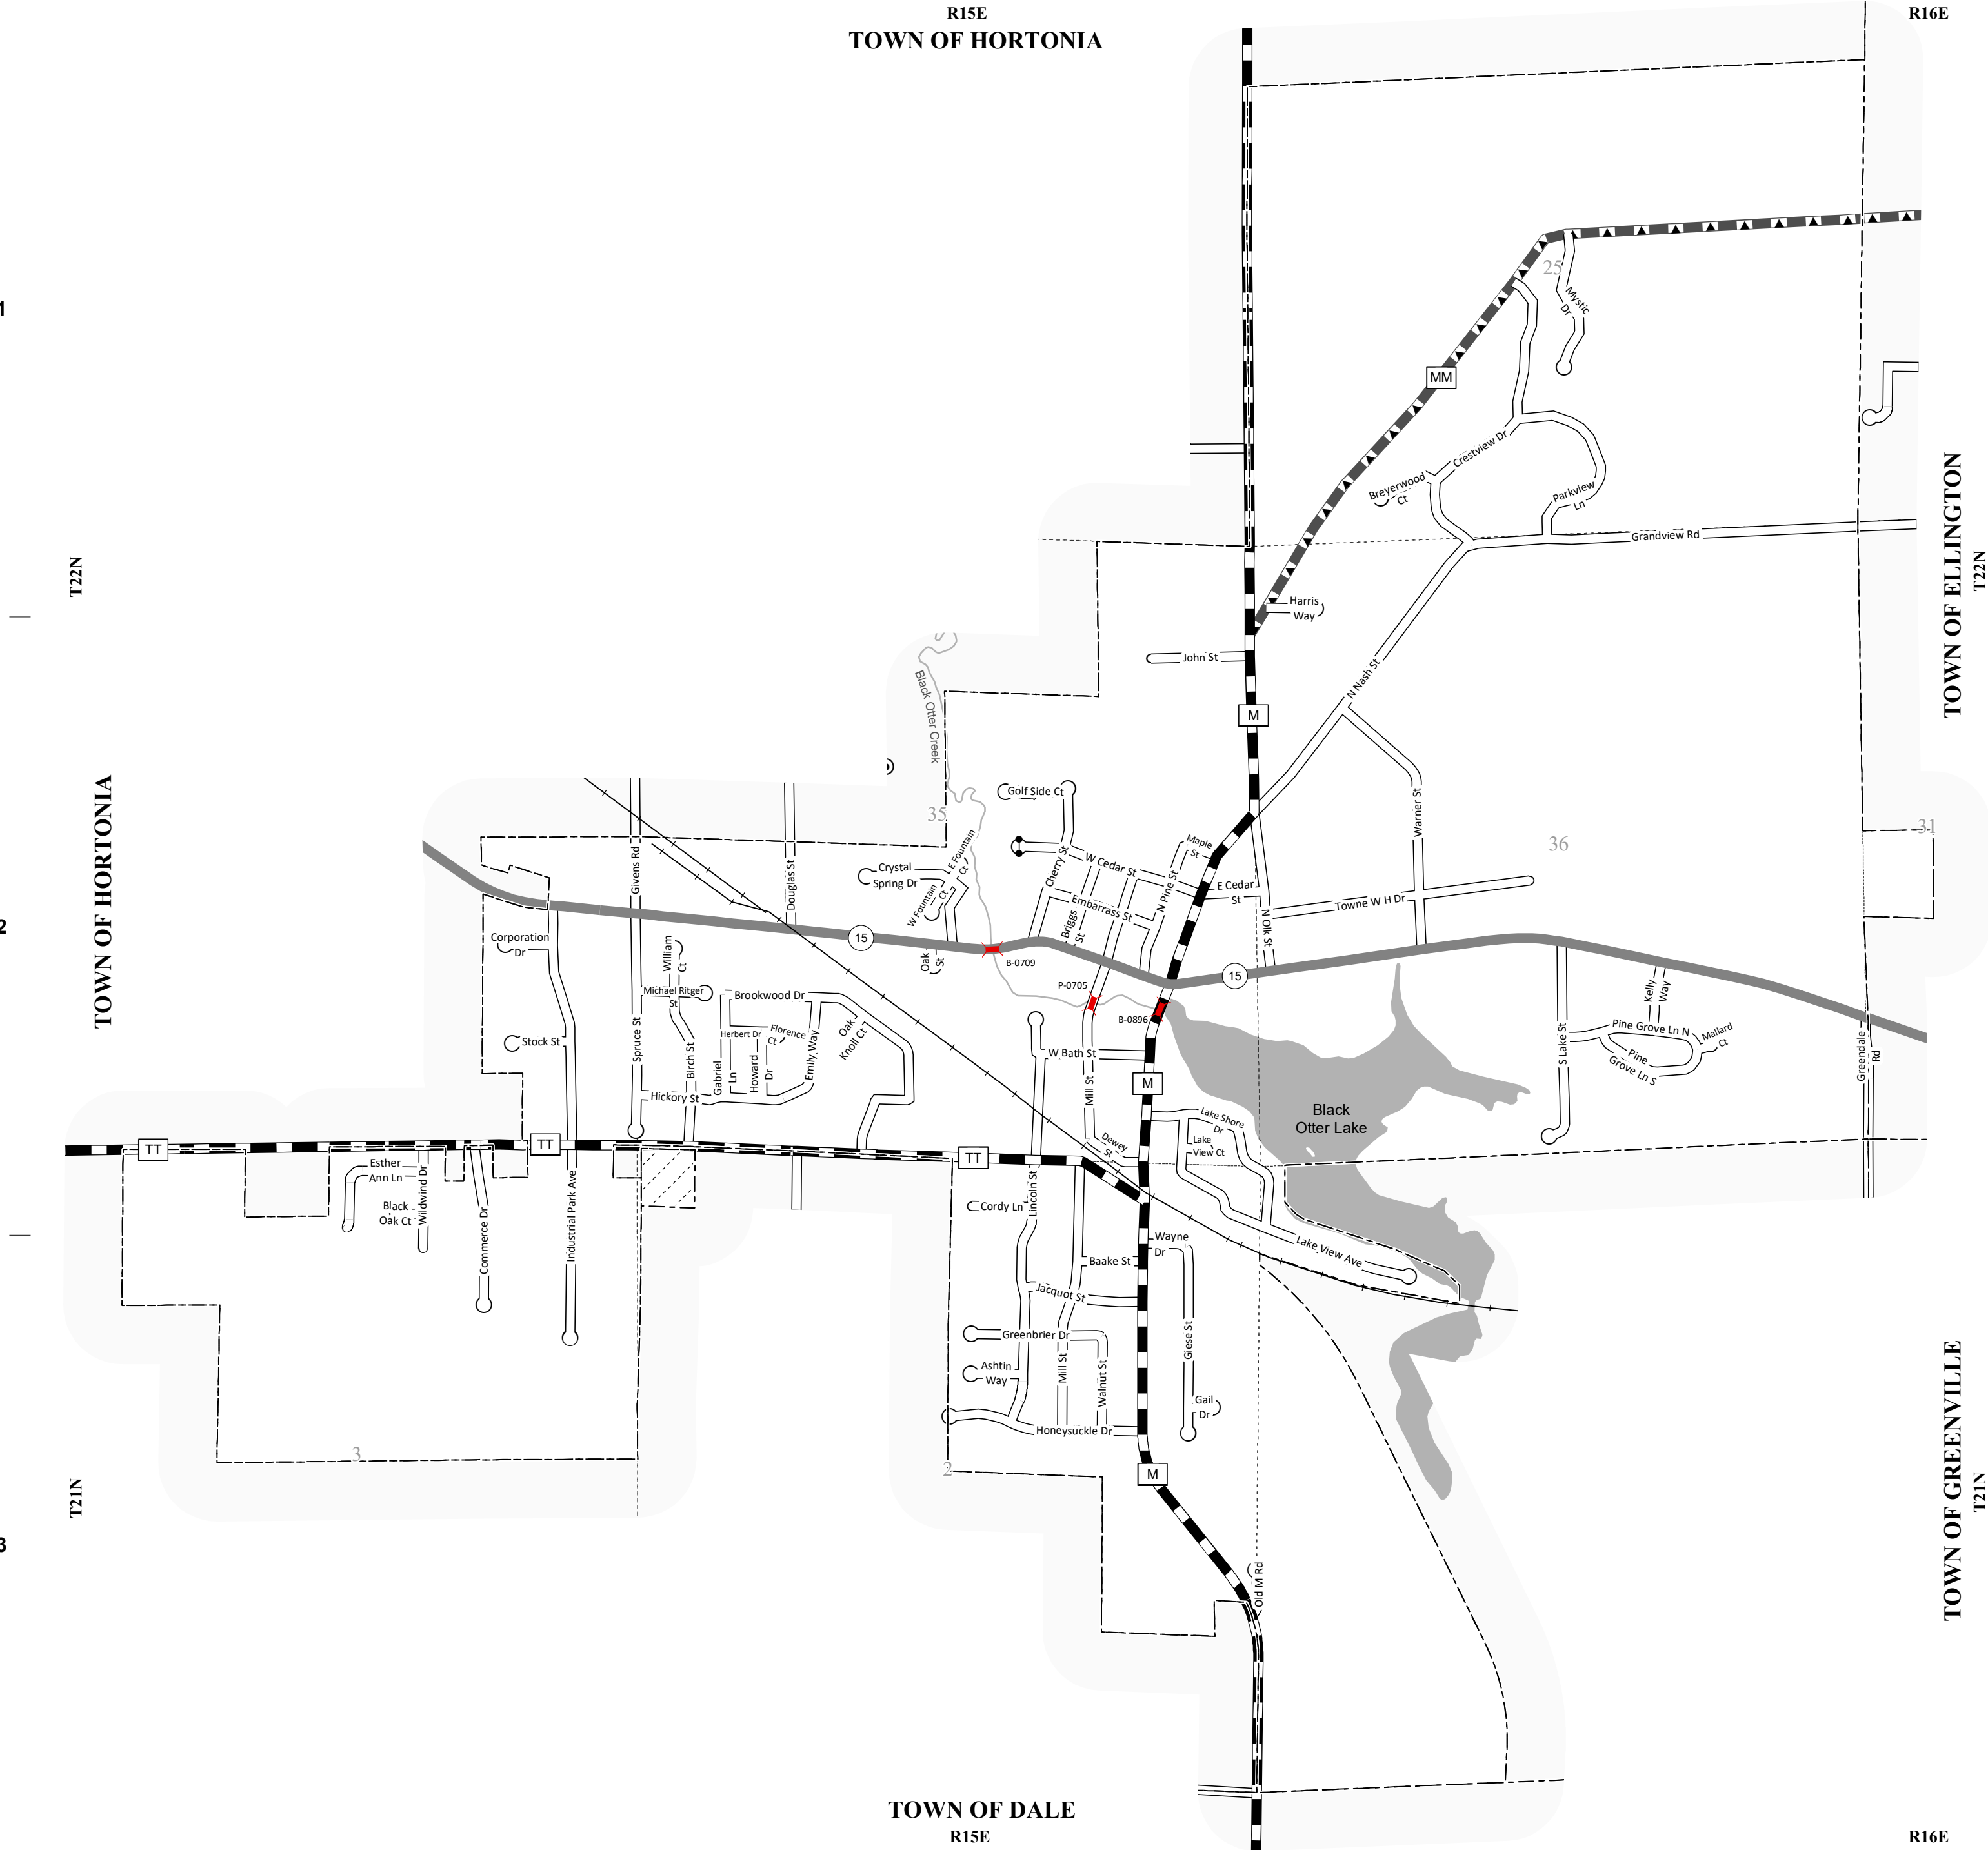 R15E
R16E
TOWN OF HORTONIA
25
1
Mystic
Dr
MM
Crestview Dr
Breyerwood
Ct
Parkview
Ln
Grandview Rd
TOWN OF ELLINGTON
T22N
T22N
Harris
Way
John St
N Nash St
Black Otter Creek
M
TOWN OF HORTONIA
Golf Side Ct
35
Warner St
36
31
Givens Rd
Douglas St
Crystal
Spring Dr
E Fountain
Ct
W Fountain
Ct
Cherry St
W Cedar St
Maple
St
N Pine St
E Cedar
St
Embarrass St
Briggs
St
N Olk St
Towne W H Dr
2
15
15
Corporation
Dr
William
Ct
Oak
St
B-0709
P-0705
B-0896
Michael Ritger
St
Brookwood Dr
Kelly
Way
Pine Grove Ln N
Mallard
Ct
Pine
Grove Ln S
S Lake St
Greendale
Rd
Stock St
Spruce St
Birch St
Herbert Dr
Florence
Ct
Gabriel
Ln
Howard
Dr
Emily Way
Oak
Knoll Ct
W Bath St
Mill St
M
Hickory St
Black
Otter Lake
Lake Shore
Dr
Lake
View Ct
Dewey
St
TT
TT
TT
Esther
Ann Ln
Black
Oak Ct
Wildwind Dr
Commerce Dr
Industrial Park Ave
Cordy Ln
Lincoln St
Wayne
Dr
Baake St
Lake View Ave
Jacquot St
Greenbrier Dr
Giese St
Ashtin
Way
Mill St
Walnut St
Gail
Dr
Honeysuckle Dr
3
2
M
T21N
T21N
TOWN OF GREENVILLE
3
Old M Rd
TOWN OF DALE
R15E
R16E